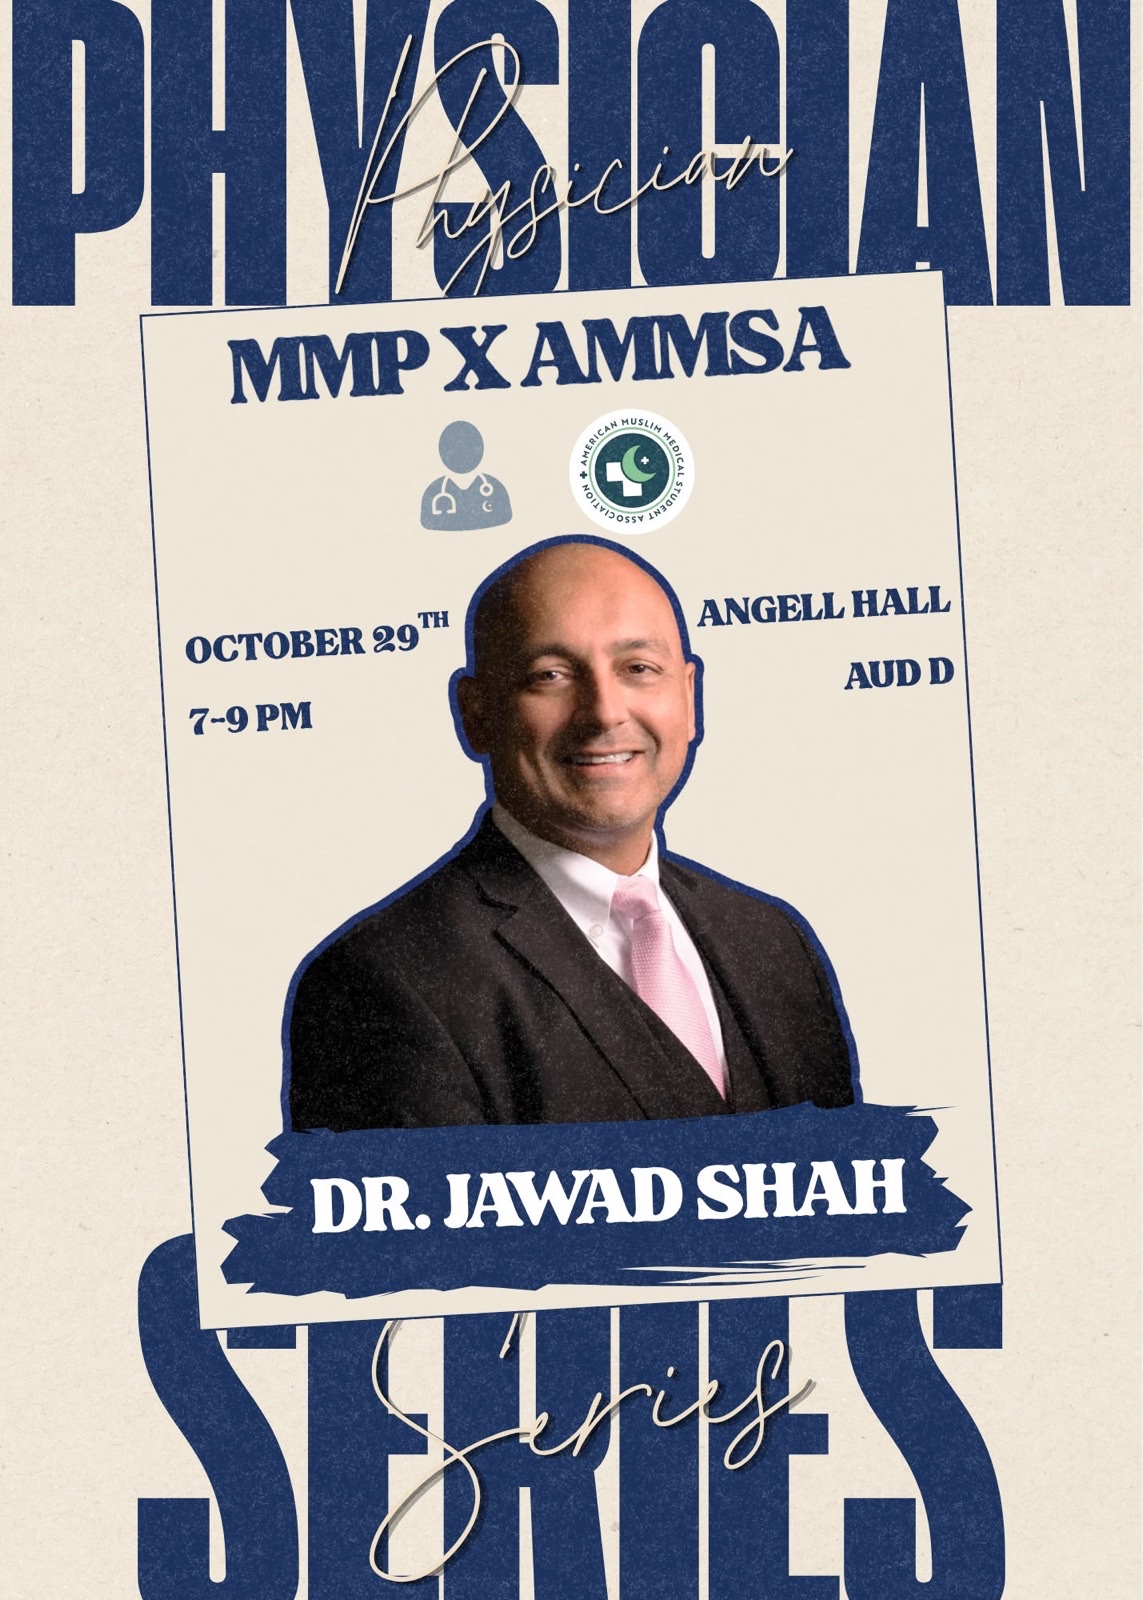 PHYSICIAN
Physician
MMP X AMMSA
AMERICAN MUSLIM MEDICAL STUDENT ASSOCIATION
OCTOBER 29TH
7-9 PM
ANGELL HALL
AUD D
DR. JAWAD SHAH
SERIES
Series